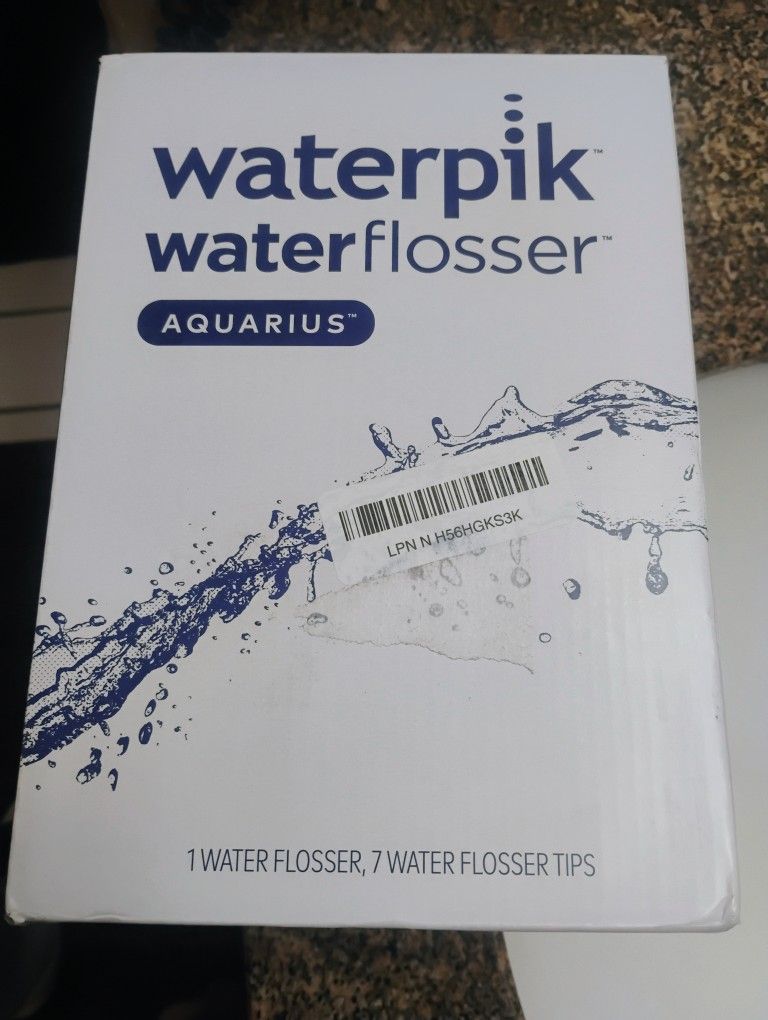 waterpik™
waterflosser™
AQUARIUS™
LPN N H56HGKS3K
1 WATER FLOSSER, 7 WATER FLOSSER TIPS